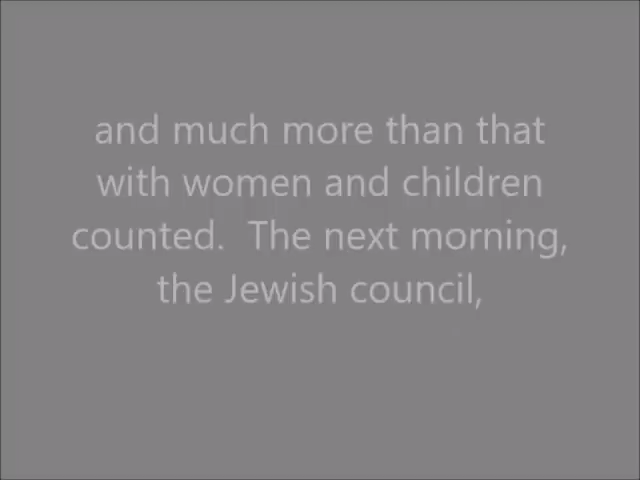 and much more than that
with women and children
counted.  The next morning,
the Jewish council,